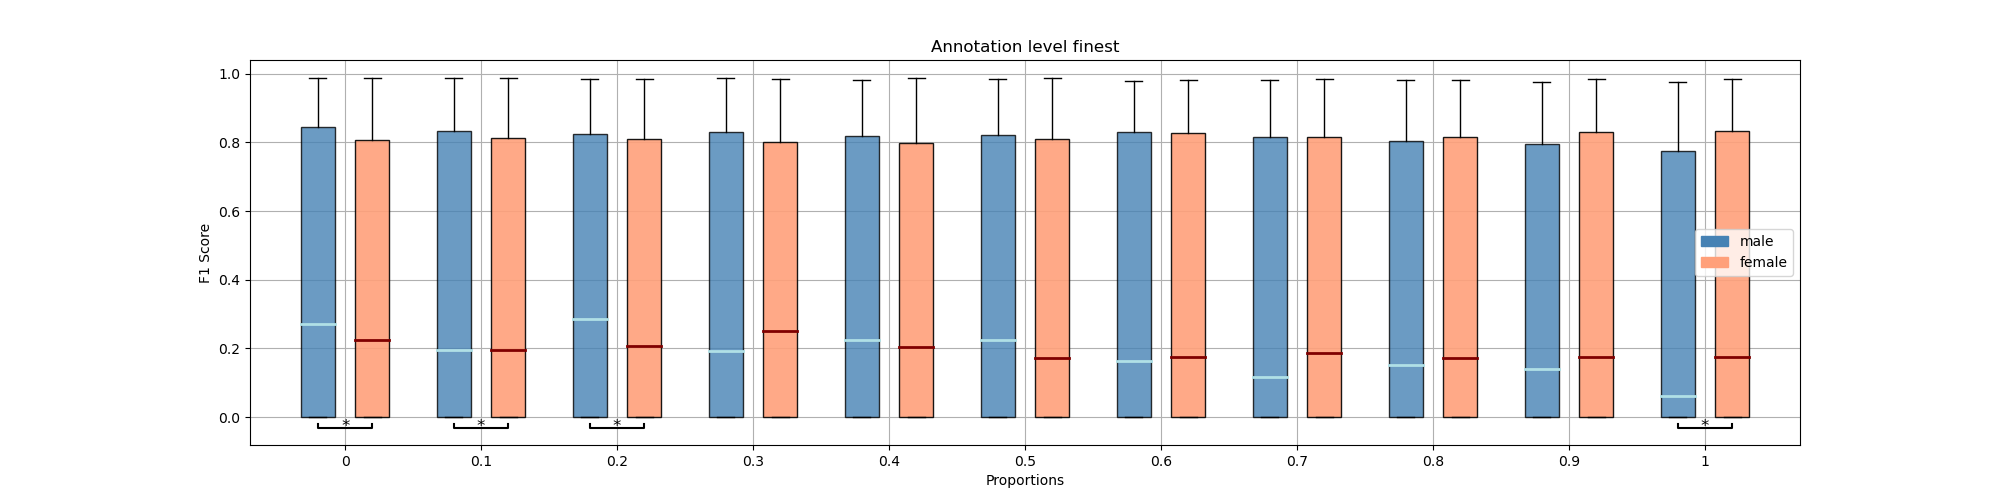 Annotation level finest
1.0
0.8
0.6
0.4
0.2
0.0
F1 Score
male
female
* * * *
0 0.1 0.2 0.3 0.4 0.5 0.6 0.7 0.8 0.9 1
Proportions